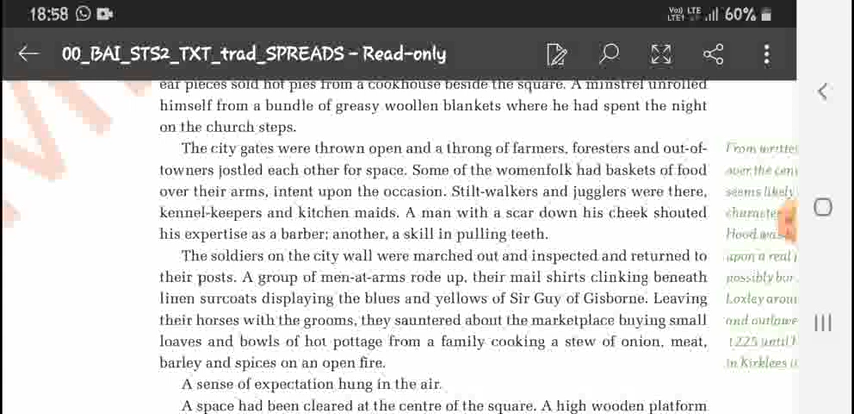 18:58
Vo)) LTE 60%
LTE1
00_BAI_STS2_TXT_trad_SPREADS – Read-only
ear pieces sold hot pies from a cookhouse beside the square. A minstrel unrolled
himself from a bundle of greasy woollen blankets where he had spent the night
on the church steps.
The city gates were thrown open and a throng of farmers, foresters and out-of-
towners jostled each other for space. Some of the womenfolk had baskets of food
over their arms, intent upon the occasion. Stilt-walkers and jugglers were there,
kennel-keepers and kitchen maids. A man with a scar down his cheek shouted
his expertise as a barber; another, a skill in pulling teeth.
The soldiers on the city wall were marched out and inspected and returned to
their posts. A group of men-at-arms rode up, their mail shirts clinking beneath
linen surcoats displaying the blues and yellows of Sir Guy of Gisborne. Leaving
their horses with the grooms, they sauntered about the marketplace buying small
loaves and bowls of hot pottage from a family cooking a stew of onion, meat,
barley and spices on an open fire.
A sense of expectation hung in the air.
A space had been cleared at the centre of the square. A high wooden platform
From
over the
seems likely
character
Hood was
upon a real
possibly
Loxley
and
1225 until
in Kirklees